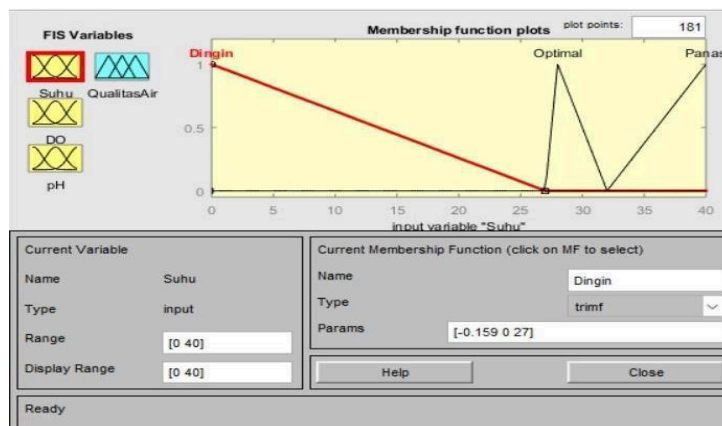 FIS Variables
Membership function plots
plot points:
181
Suhu
QualitasAir
DO
pH
Dingin
Optimal
Panas
1
0.5
0
0
5
10
15
20
25
30
35
40
input variable "Suhu"
Current Variable
Name
Suhu
Type
input
Range
[0 40]
Display Range
[0 40]
Current Membership Function (click on MF to select)
Name
Dingin
Type
trimf
Params
[-0.159 0 27]
Help
Close
Ready